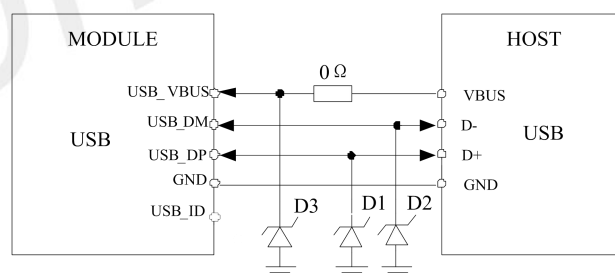 MODULE
HOST
0 Ω
USB_VBUS
VBUS
USB_DM
D-
USB
USB
USB_DP
D+
GND
GND
USB_ID
D3
D1
D2